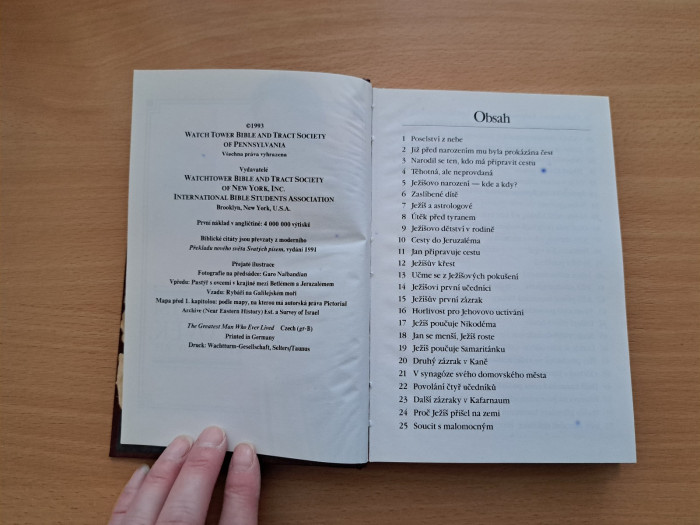 ©1993
WATCH TOWER BIBLE AND TRACT SOCIETY
OF PENNSYLVANIA
Všechna práva vyhrazena
Vydavatelé
WATCHTOWER BIBLE AND TRACT SOCIETY
OF NEW YORK, INC.
INTERNATIONAL BIBLE STUDENTS ASSOCIATION
Brooklyn, New York, U.S.A.
První náklad v angličtině: 4 000 000 výtisků
Biblické citáty jsou převzaty z moderního
Překladu nového světa Svatých písem, vydání 1991
Přejaté ilustrace
Fotografie na předsádce: Garo Nalbandian
Vpředu: Pastýř s ovcemi v krajině mezi Betlémem a Jeruzalémem
Vzadu: Rybáři na Galilejském moři
Mapa před 1. kapitolou: podle mapy, na kterou má autorská práva Pictorial
Archive (Near Eastern History) Est. a Survey of Israel
The Greatest Man Who Ever Lived Czech (gt-B)
Printed in Germany
Druk: Wachtturm-Gesellschaft, Selters/Taunus
Obsah
1 Poselství z nebe
2 Již před narozením mu byla prokázána čest
3 Narodil se ten, kdo má připravit cestu
4 Těhotná, ale neprovdaná
5 Ježíšovo narození — kde a kdy?
6 Zaslíbené dítě
7 Ježíš a astrologové
8 Útěk před tyranem
9 Ježíšovo dětství v rodině
10 Cesty do Jeruzaléma
11 Jan připravuje cestu
12 Ježíšův křest
13 Učme se z Ježíšových pokušení
14 Ježíšovi první učedníci
15 Ježíšův první zázrak
16 Horlivost pro Jehovovo uctívání
17 Ježíš poučuje Nikodéma
18 Jan se menší, Ježíš roste
19 Ježíš poučuje Samaritánku
20 Druhý zázrak v Kaně
21 V synagóze svého domovského města
22 Povolání čtyř učedníků
23 Další zázraky v Kafarnaum
24 Proč Ježíš přišel na zemi
25 Soucit s malomocným